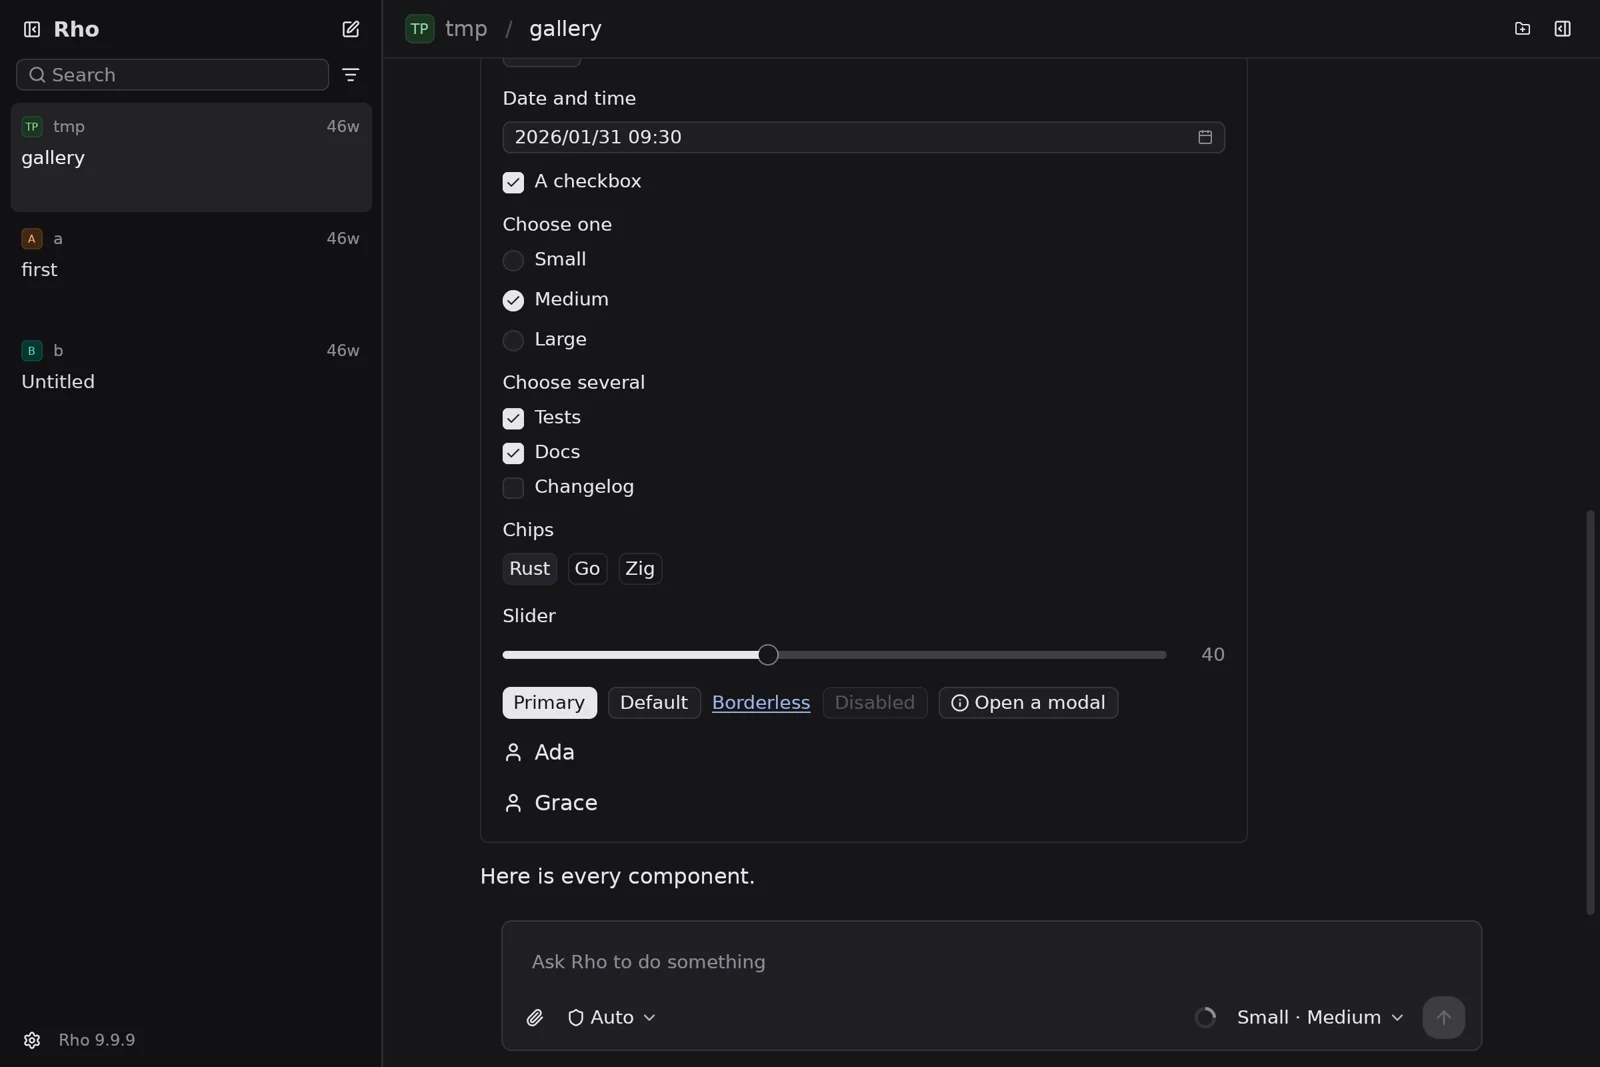 Rho
Search
TP tmp 46w
gallery
A a 46w
first
B b 46w
Untitled
Rho 9.9.9
TP tmp / gallery
Date and time
2026/01/31 09:30
A checkbox
Choose one
Small
Medium
Large
Choose several
Tests
Docs
Changelog
Chips
Rust Go Zig
Slider
40
Primary Default Borderless Disabled Open a modal
Ada
Grace
Here is every component.
Ask Rho to do something
Auto Small · Medium